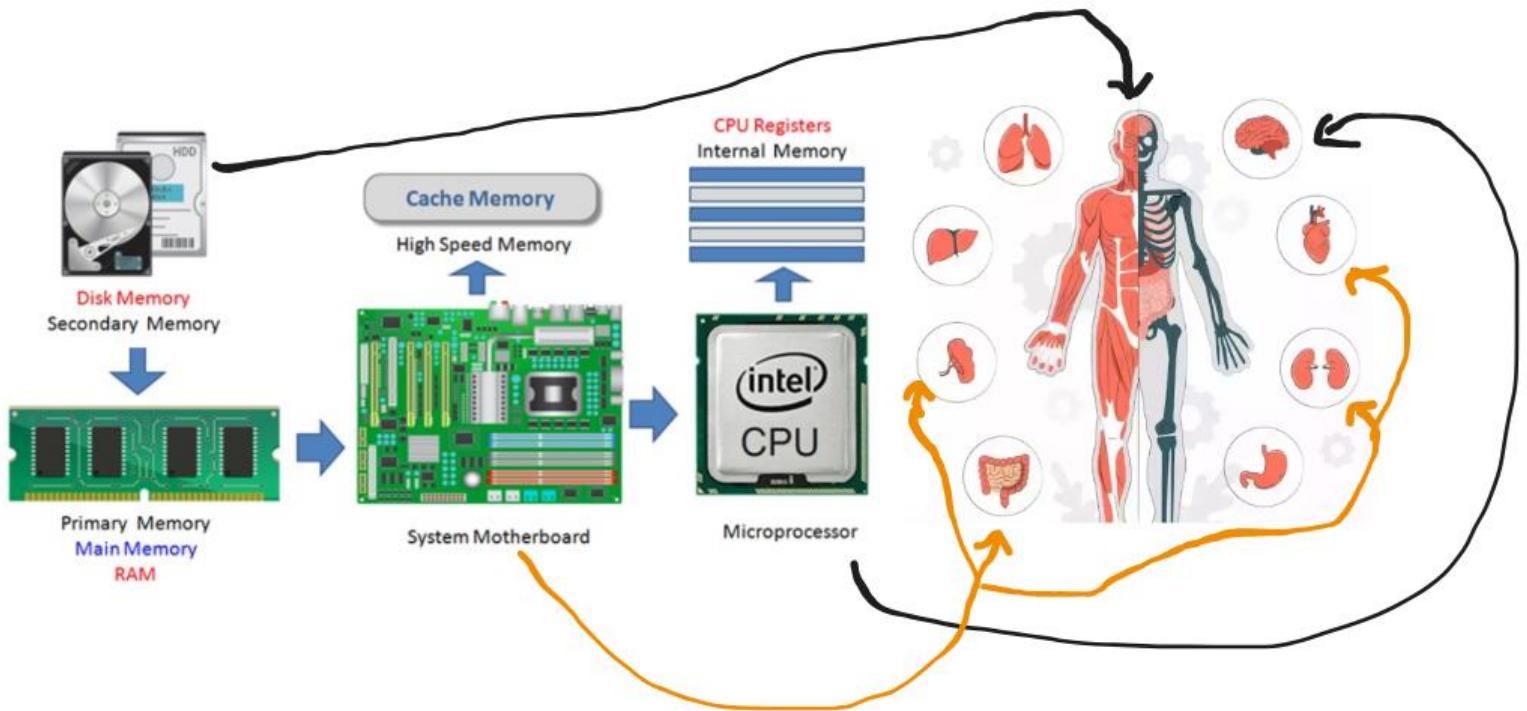 HDD
Disk Memory
Secondary Memory
Primary Memory
Main Memory
RAM
Cache Memory
High Speed Memory
System Motherboard
CPU Registers
Internal Memory
intel
CPU
Microprocessor